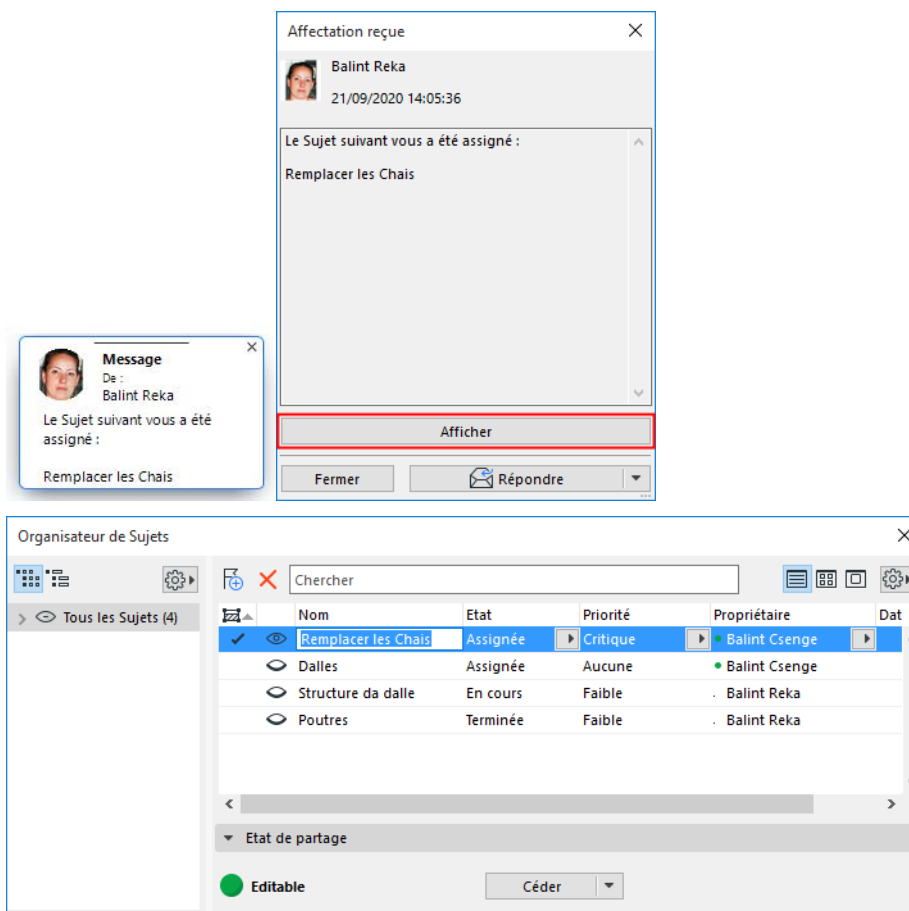 Affectation reçue
Balint Reka
21/09/2020 14:05:36
Le Sujet suivant vous a été assigné :
Remplacer les Chais
Afficher
Fermer
Répondre
Message
De :
Balint Reka
Le Sujet suivant vous a été
assigné :
Remplacer les Chais
Organisateur de Sujets
Chercher
Tous les Sujets (4)
Nom Etat Priorité Propriétaire Dat
Remplacer les Chais Assignée Critique Balint Csenge
Dalles Assignée Aucune Balint Csenge
Structure da dalle En cours Faible Balint Reka
Poutres Terminée Faible Balint Reka
Etat de partage
Editable Céder